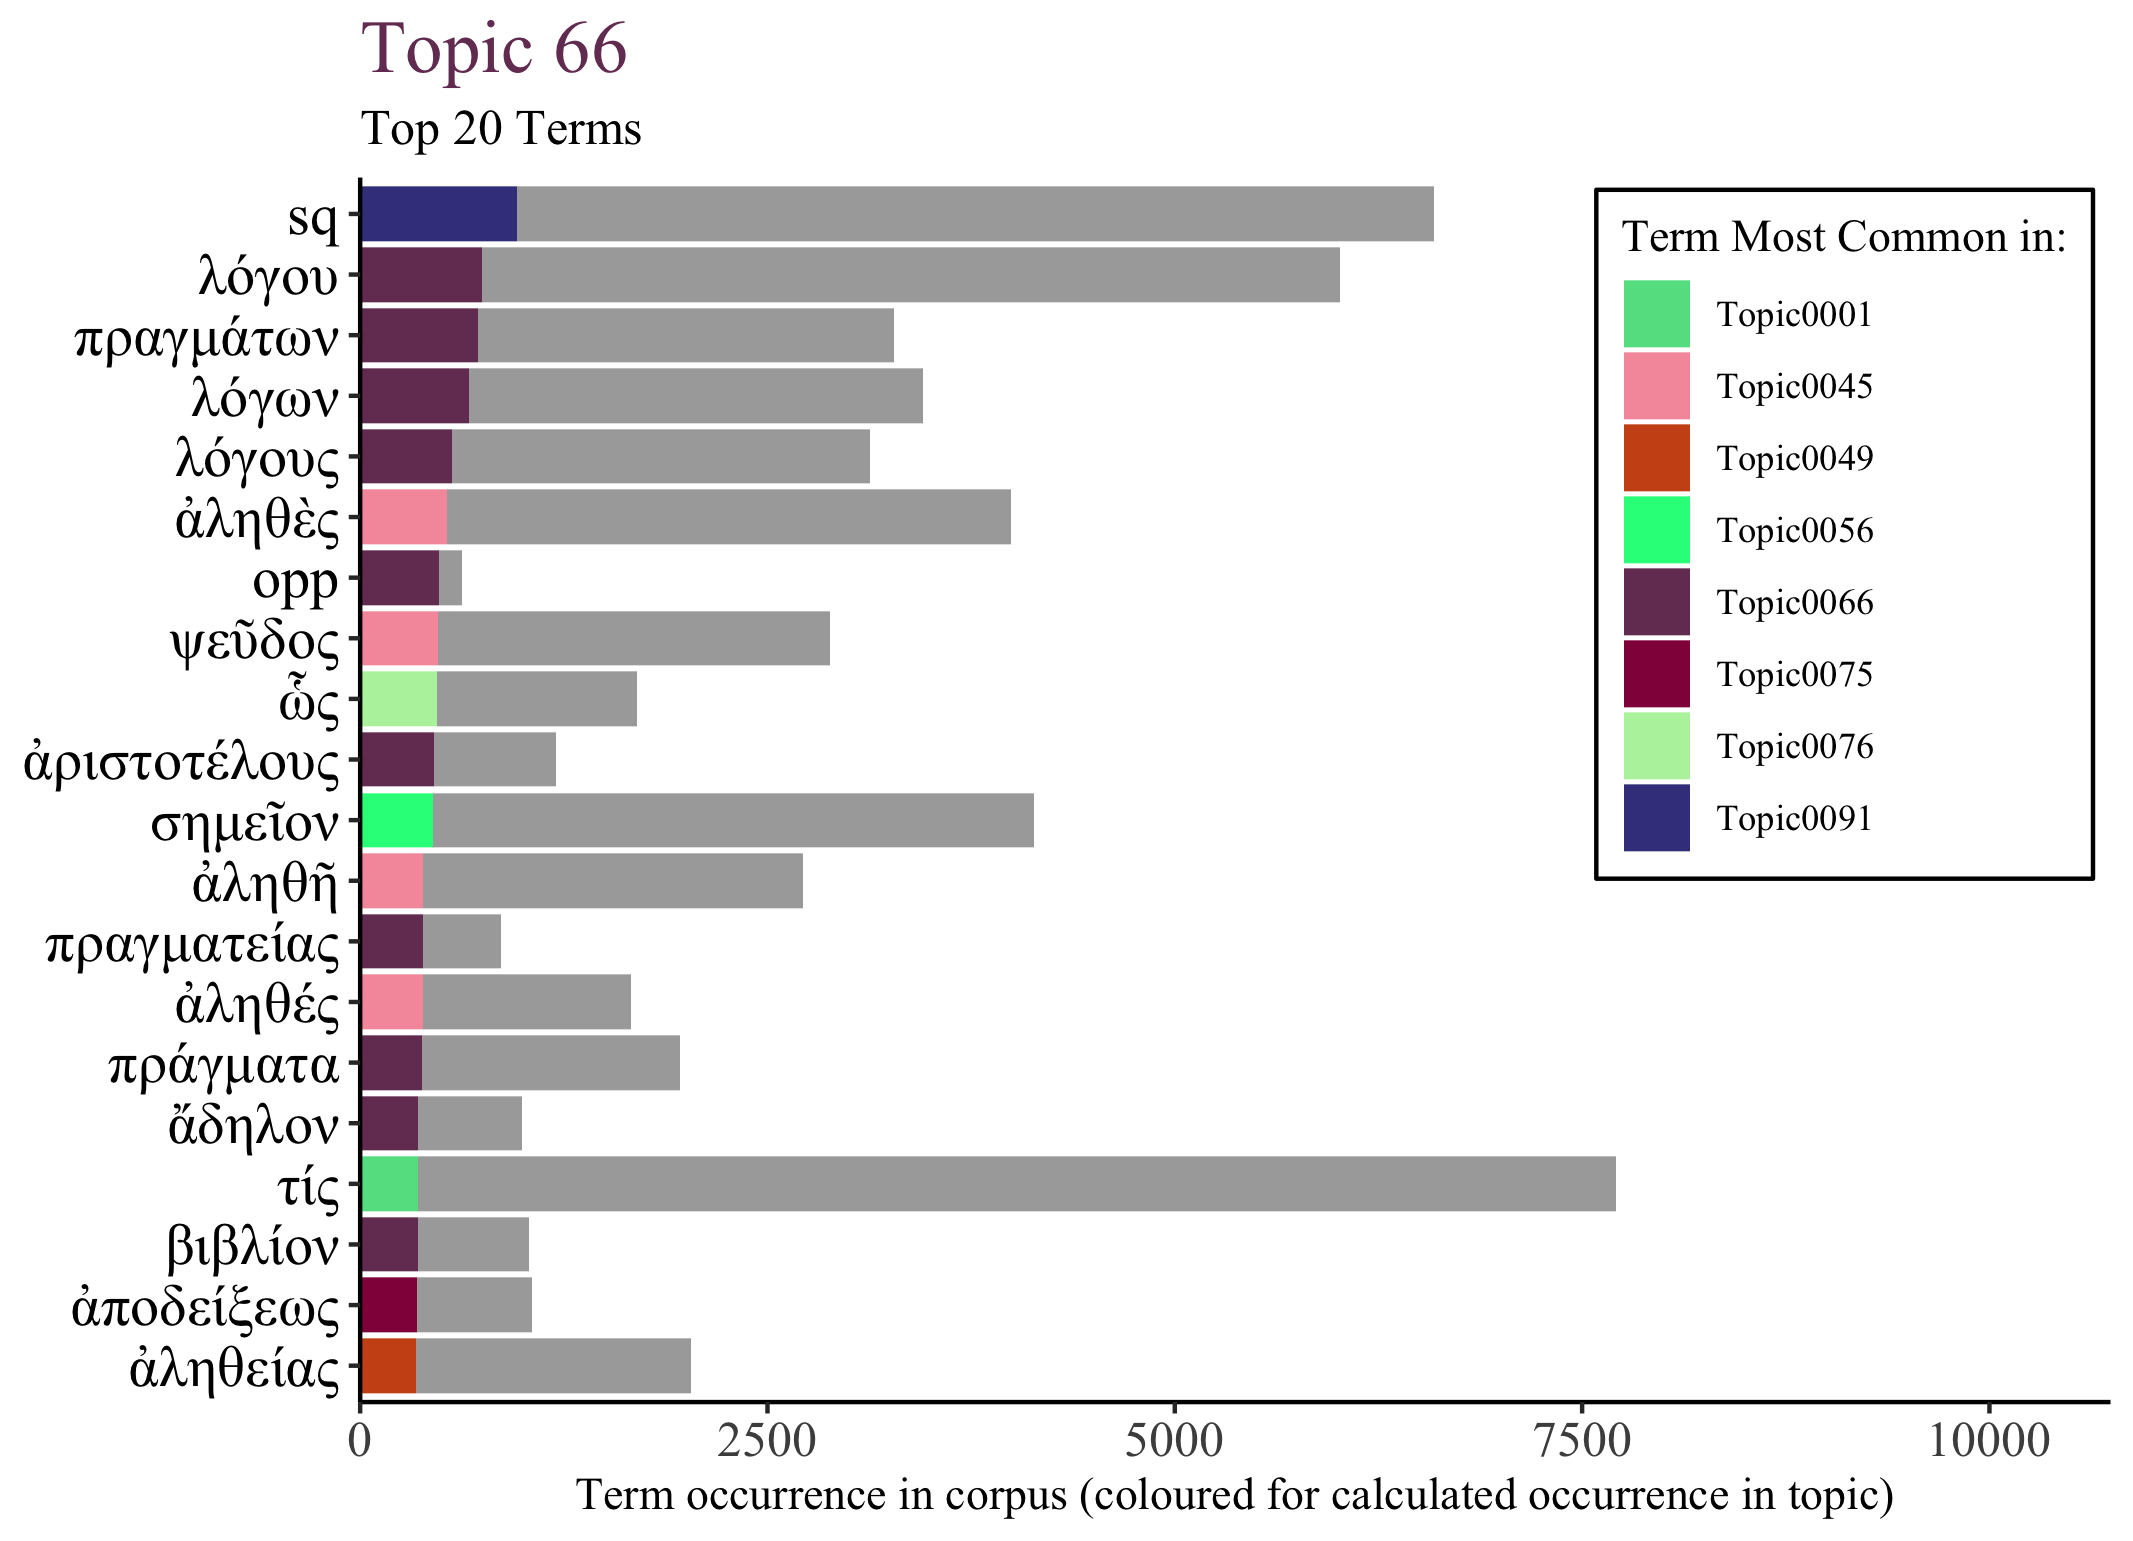 Topic 66
Top 20 Terms
sq
λόγου
πραγμάτων
λόγων
λόγους
ἀληθὲς
opp
ψεῦδος
ὦς
ἀριστοτέλους
σημεῖον
ἀληθῆ
πραγματείας
ἀληθές
πράγματα
ἄδηλον
τίς
βιβλίον
ἀποδείξεως
ἀληθείας
0 2500 5000 7500 10000
Term occurrence in corpus (coloured for calculated occurrence in topic)
Term Most Common in:
Topic0001
Topic0045
Topic0049
Topic0056
Topic0066
Topic0075
Topic0076
Topic0091